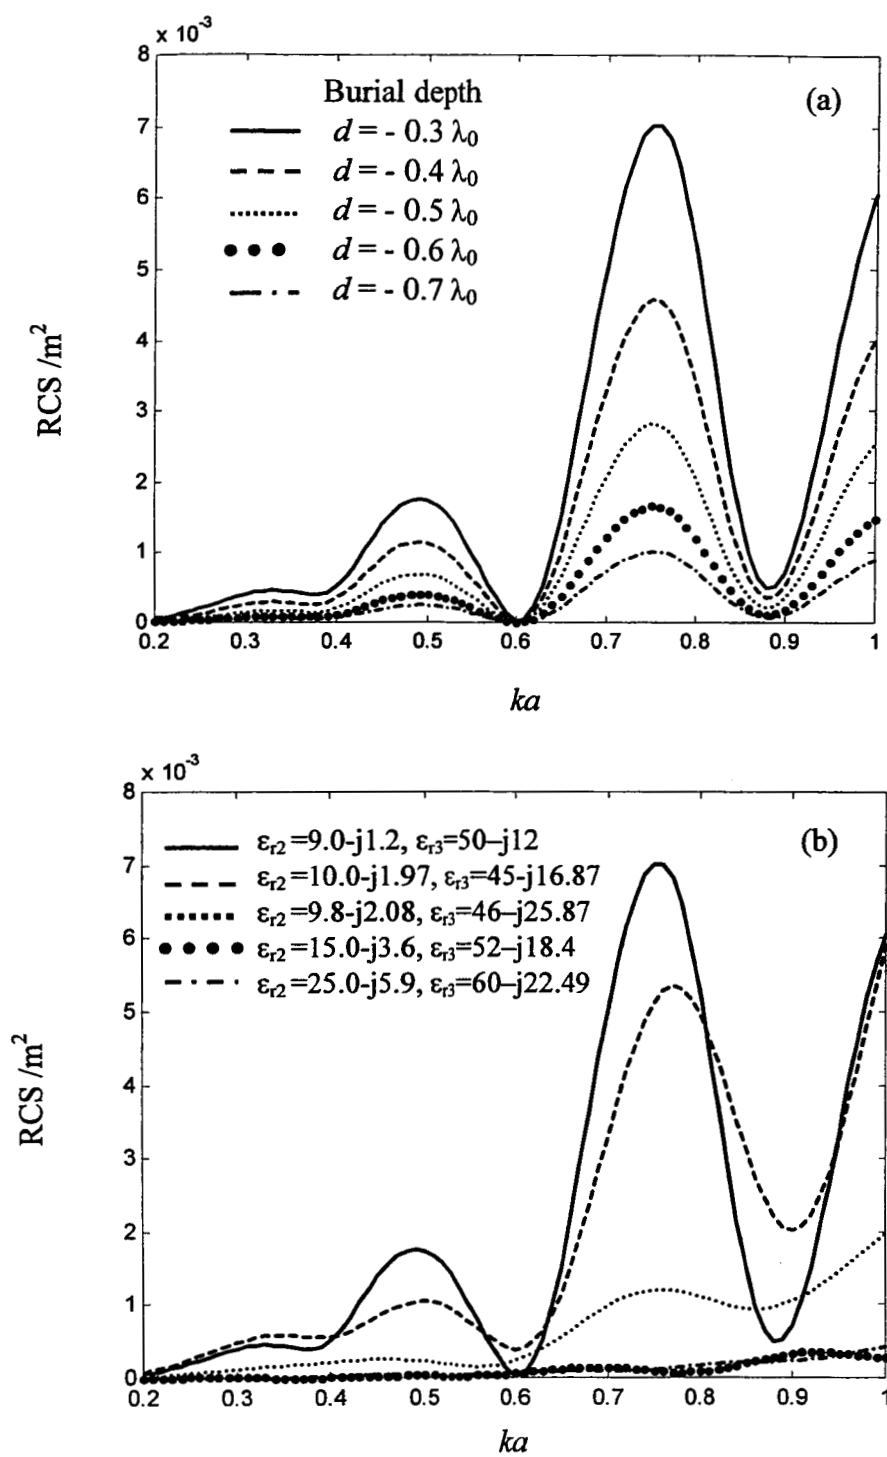 x 10⁻³
8
Burial depth
(a)
d = - 0.3 λ₀
d = - 0.4 λ₀
d = - 0.5 λ₀
d = - 0.6 λ₀
d = - 0.7 λ₀
7
6
5
4
3
2
1
0
RCS /m²
0.2 0.3 0.4 0.5 0.6 0.7 0.8 0.9 1
ka
x 10⁻³
8
(b)
εr2 =9.0-j1.2, εr3=50–j12
εr2 =10.0-j1.97, εr3=45-j16.87
εr2 =9.8-j2.08, εr3=46–j25.87
εr2 =15.0-j3.6, εr3=52–j18.4
εr2 =25.0-j5.9, εr3=60–j22.49
7
6
5
4
3
2
1
0
RCS /m²
0.2 0.3 0.4 0.5 0.6 0.7 0.8 0.9 1
ka